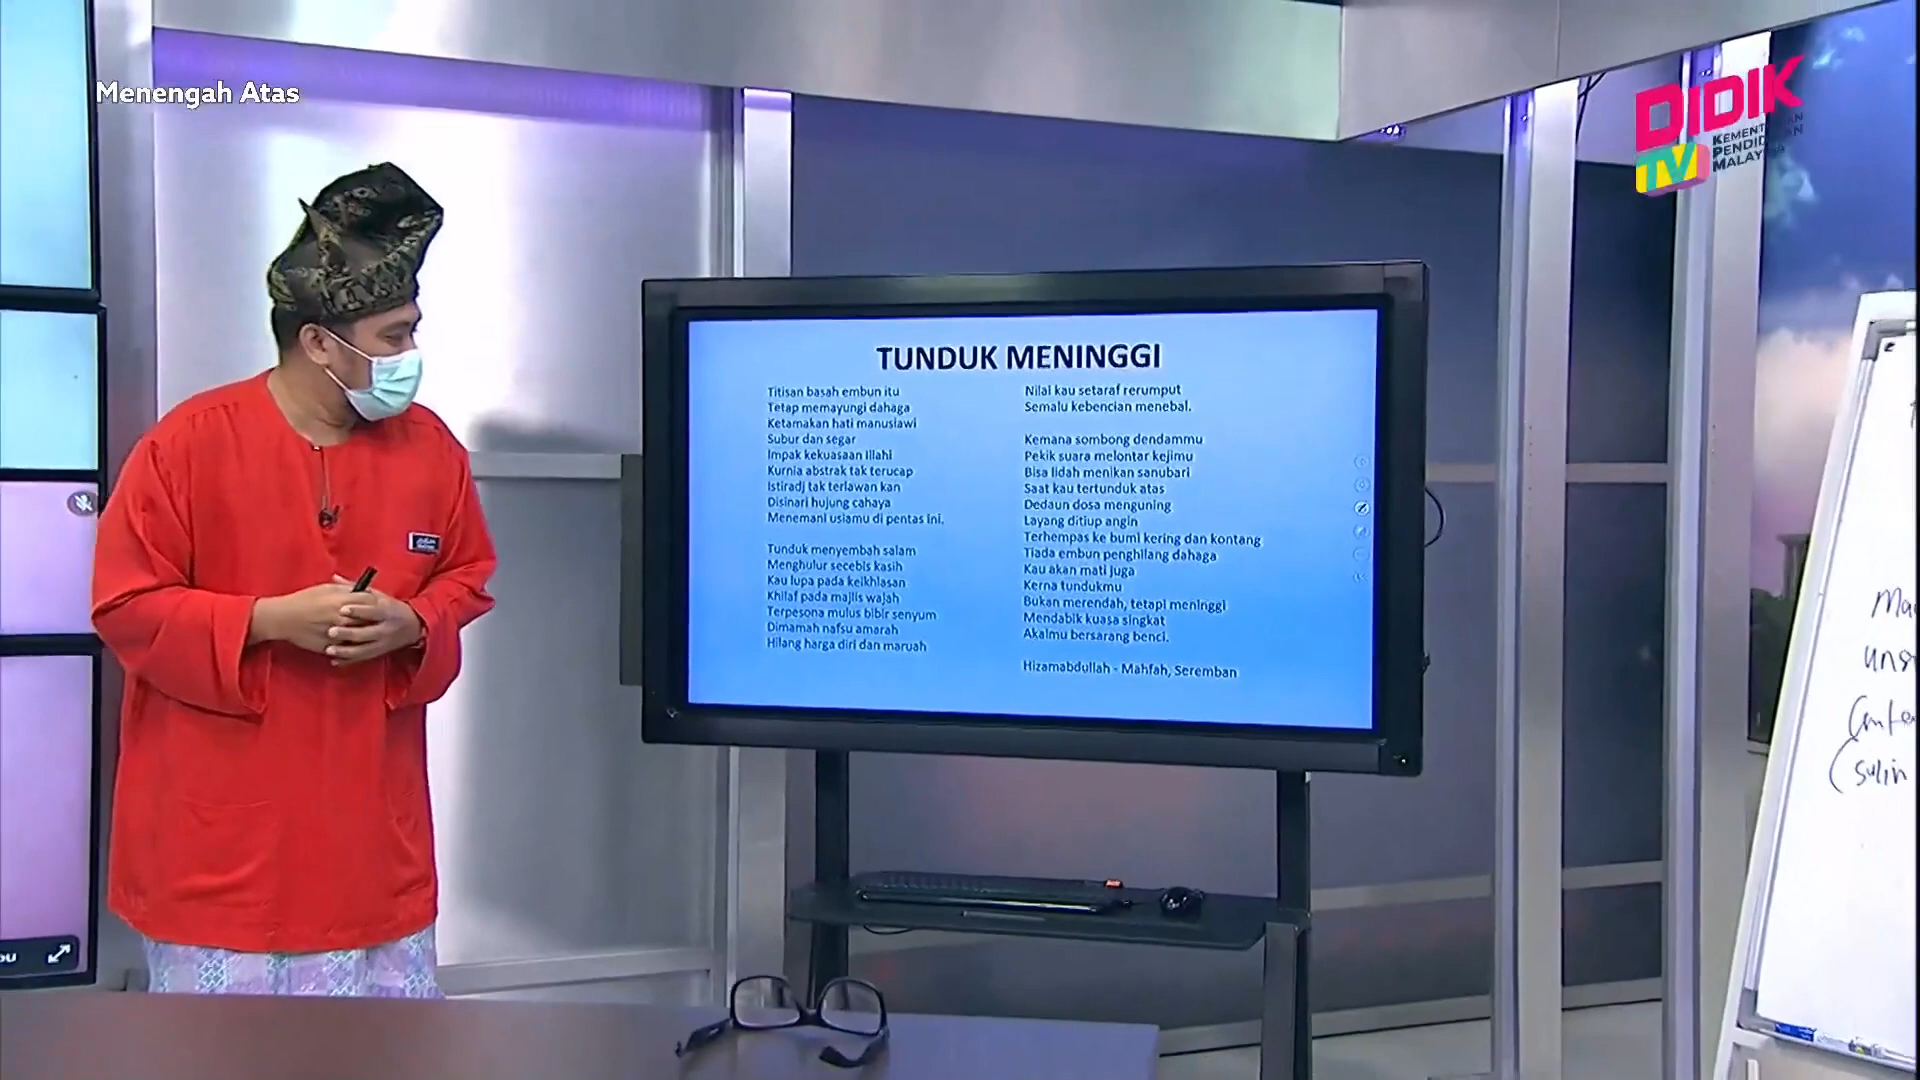 Menengah Atas
DIDIK
TV
KEMENTERIAN
PENDIDIKAN
MALAYSIA
TUNDUK MENINGGI
Titisan basah embun itu
Tetap memayungi dahaga
Ketamakan hati manusiawi
Subur dan segar
Impak kekuasaan Illahi
Kurnia abstrak tak terucap
Istiradj tak terlawan kan
Disinari hujung cahaya
Menemani usiamu di pentas ini.
Tunduk menyembah salam
Menghulur secebis kasih
Kau lupa pada keikhlasan
Khilaf pada majlis wajah
Terpesona mulus bibir senyum
Dimamah nafsu amarah
Hilang harga diri dan maruah
Nilai kau setaraf rerumput
Semalu kebencian menebal.
Kemana sombong dendammu
Pekik suara melontar kejimu
Bisa lidah menikan sanubari
Saat kau tertunduk atas
Dedaun dosa menguning
Layang ditiup angin
Terhempas ke bumi kering dan kontang
Tiada embun penghilang dahaga
Kau akan mati juga
Kerna tundukmu
Bukan merendah, tetapi meninggi
Mendabik kuasa singkat
Akalmu bersarang benci.
Hizamabdullah - Mahfah, Seremban